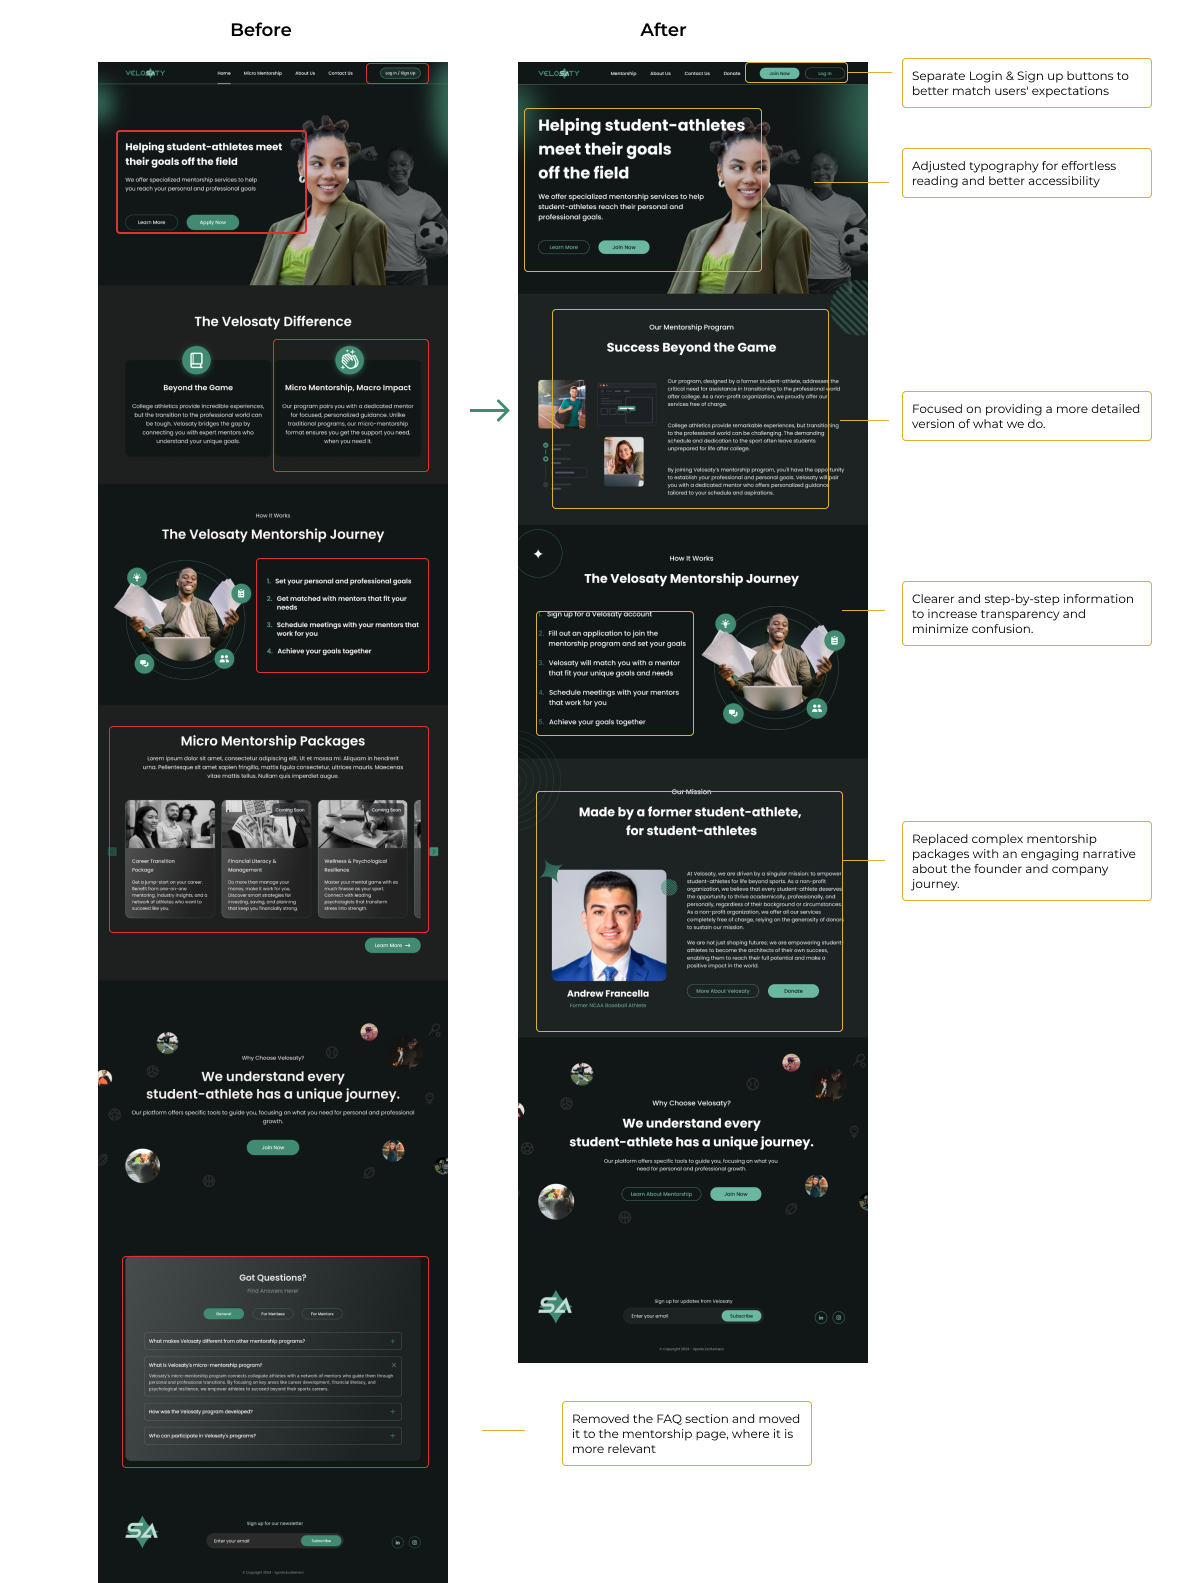 Before
VELOSATY
Home
Micro Mentorship
About Us
Contact Us
Log in / Sign Up
Helping student-athletes meet
their goals off the field
We offer specialized mentorship services to help
you reach your personal and professional goals
Learn More
Apply Now
The Velosaty Difference
Beyond the Game
College athletics provide incredible experiences,
but the transition to the professional world can
be tough. Velosaty bridges the gap by
connecting you with expert mentors who
understand your unique goals.
Micro Mentorship, Macro Impact
Our program pairs you with a dedicated mentor
for focused, personalized guidance. Unlike
traditional programs, our micro-mentorship
format ensures you get the support you need,
when you need it.
How It Works
The Velosaty Mentorship Journey
1. Set your personal and professional goals
2. Get matched with mentors that fit your
needs
3. Schedule meetings with your mentors that
work for you
4. Achieve your goals together
Micro Mentorship Packages
Lorem ipsum dolor sit amet, consectetur adipiscing elit. Ut et massa mi. Aliquam in hendrerit
urna. Pellentesque sit amet sapien fringilla, mattis ligula consectetur, ultrices mauris. Maecenas
vitae mattis tellus. Nullam quis imperdiet augue.
Career Transition
Package
Get a jump-start on your career.
Benefit from one-on-one
mentoring, industry insights, and a
network of athletes who want to
succeed like you.
Coming Soon
Financial Literacy &
Management
Do more than manage your
money, make it work for you.
Discover smart strategies for
investing, saving, and planning
that keep you financially strong.
Coming Soon
Wellness & Psychological
Resilience
Master your mental game with as
much finesse as your sport.
Connect with leading
psychologists that transform
stress into strength.
Learn More →
Why Choose Velosaty?
We understand every
student-athlete has a unique journey.
Our platform offers specific tools to guide you, focusing on what you need for personal and professional
growth.
Join Now
Got Questions?
Find Answers Here!
General
For Mentees
For Mentors
What makes Velosaty different from other mentorship programs?
What is Velosaty's micro-mentorship program?
Velosaty's micro-mentorship program connects collegiate athletes with a network of mentors who guide them through
personal and professional transitions. By focusing on key areas like career development, financial literacy, and
psychological resilience, we empower athletes to succeed beyond their sports careers.
How was the Velosaty program developed?
Who can participate in Velosaty's programs?
SA
Sign up for our newsletter
Enter your email
Subscribe
in
After
VELOSATY
Mentorship
About Us
Contact Us
Donate
Join Now
Log In
Helping student-athletes
meet their goals
off the field
We offer specialized mentorship services to help
student-athletes reach their personal and
professional goals.
Learn More
Join Now
Our Mentorship Program
Success Beyond the Game
Our program, designed by a former student-athlete, addresses the
critical need for assistance in transitioning to the professional world
after college. As a non-profit organization, we proudly offer our
services free of charge.
College athletics provide remarkable experiences, but transitioning
to the professional world can be challenging. The demanding
schedule and dedication to the sport often leave students
unprepared for life after college.
By joining Velosaty's mentorship program, you'll have the opportunity
to establish your professional and personal goals. Velosaty will pair
you with a dedicated mentor who offers personalized guidance
tailored to your schedule and aspirations.
How It Works
The Velosaty Mentorship Journey
1. Sign up for a Velosaty account
2. Fill out an application to join the
mentorship program and set your goals
3. Velosaty will match you with a mentor
that fit your unique goals and needs
4. Schedule meetings with your mentors
that work for you
5. Achieve your goals together
Our Mission
Made by a former student-athlete,
for student-athletes
Andrew Francella
Former NCAA Baseball Athlete
At Velosaty, we are driven by a singular mission: to empower
student-athletes for life beyond sports. As a non-profit
organization, we believe that every student-athlete deserves
the opportunity to thrive academically, professionally, and
personally, regardless of their background or circumstances.
As a non-profit organization, we offer all our services
completely free of charge, relying on the generosity of donors
to sustain our mission.
We are not just shaping futures; we are empowering student-
athletes to become the architects of their own success,
enabling them to reach their full potential and make a
positive impact in the world.
More About Velosaty
Donate
Why Choose Velosaty?
We understand every
student-athlete has a unique journey.
Our platform offers specific tools to guide you, focusing on what you
need for personal and professional growth.
Learn About Mentorship
Join Now
SA
Sign up for updates from Velosaty
Enter your email
Subscribe
in
Separate Login & Sign up buttons to
better match users' expectations
Adjusted typography for effortless
reading and better accessibility
Focused on providing a more detailed
version of what we do.
Clearer and step-by-step information
to increase transparency and
minimize confusion.
Replaced complex mentorship
packages with an engaging narrative
about the founder and company
journey.
Removed the FAQ section and moved
it to the mentorship page, where it is
more relevant